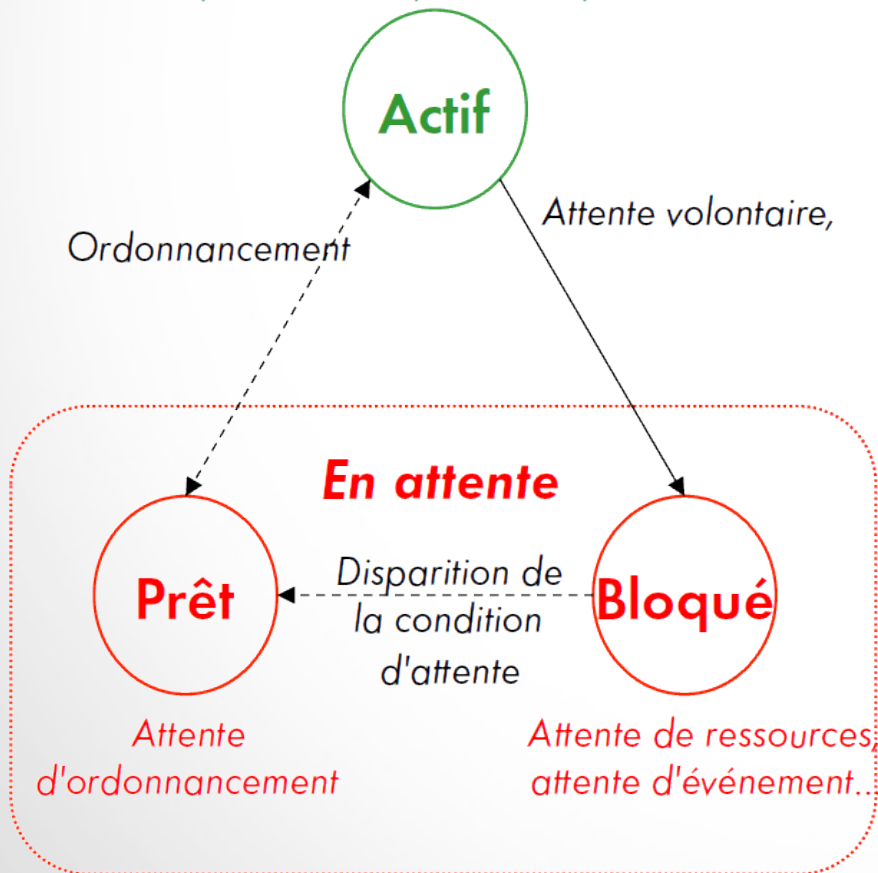 Actif
Attente volontaire,
Ordonnancement
En attente
Prêt
Disparition de
la condition
d'attente
Bloqué
Attente
d'ordonnancement
Attente de ressources,
attente d'événement...